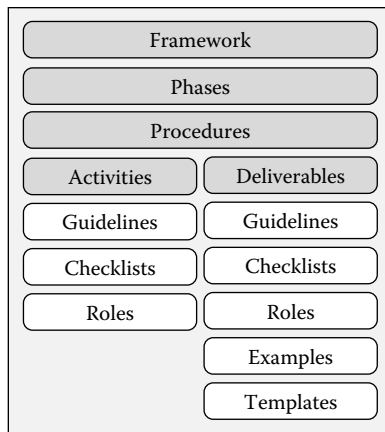 Framework
Phases
Procedures
Activities
Deliverables
Guidelines
Guidelines
Checklists
Checklists
Roles
Roles
Examples
Templates